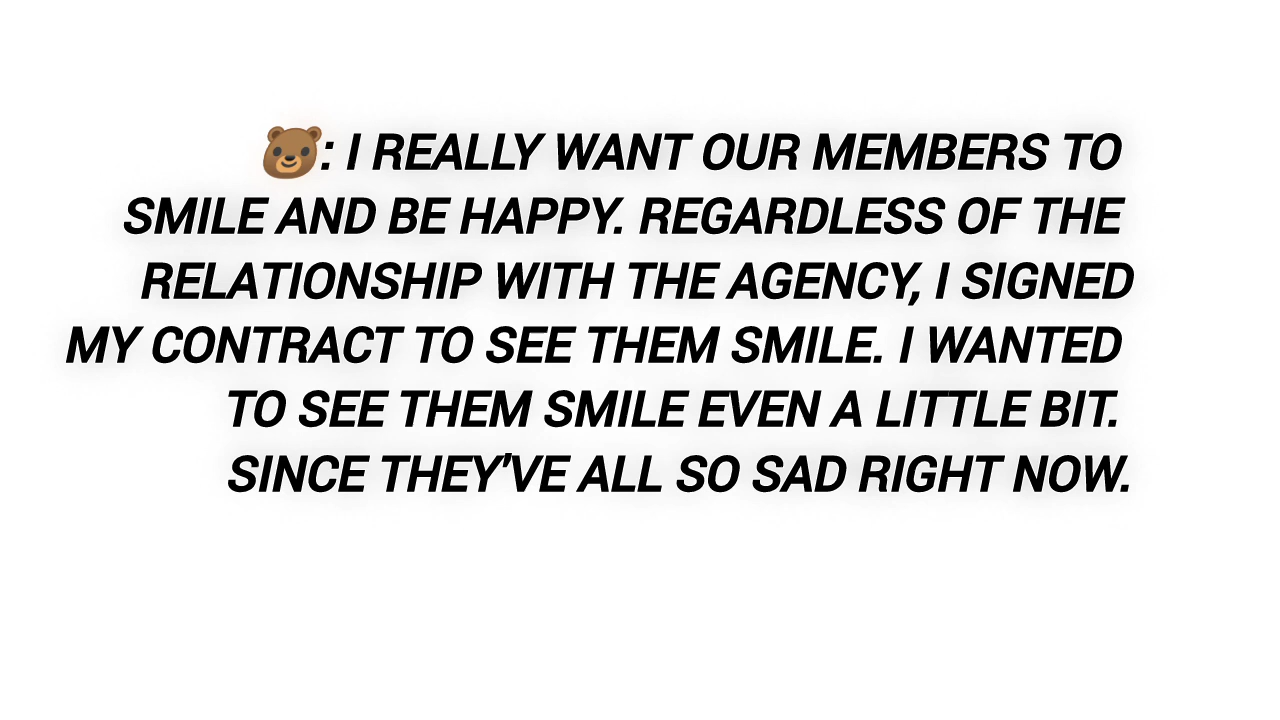 🐻: I REALLY WANT OUR MEMBERS TO
SMILE AND BE HAPPY. REGARDLESS OF THE
RELATIONSHIP WITH THE AGENCY, I SIGNED
MY CONTRACT TO SEE THEM SMILE. I WANTED
TO SEE THEM SMILE EVEN A LITTLE BIT.
SINCE THEY'VE ALL SO SAD RIGHT NOW.